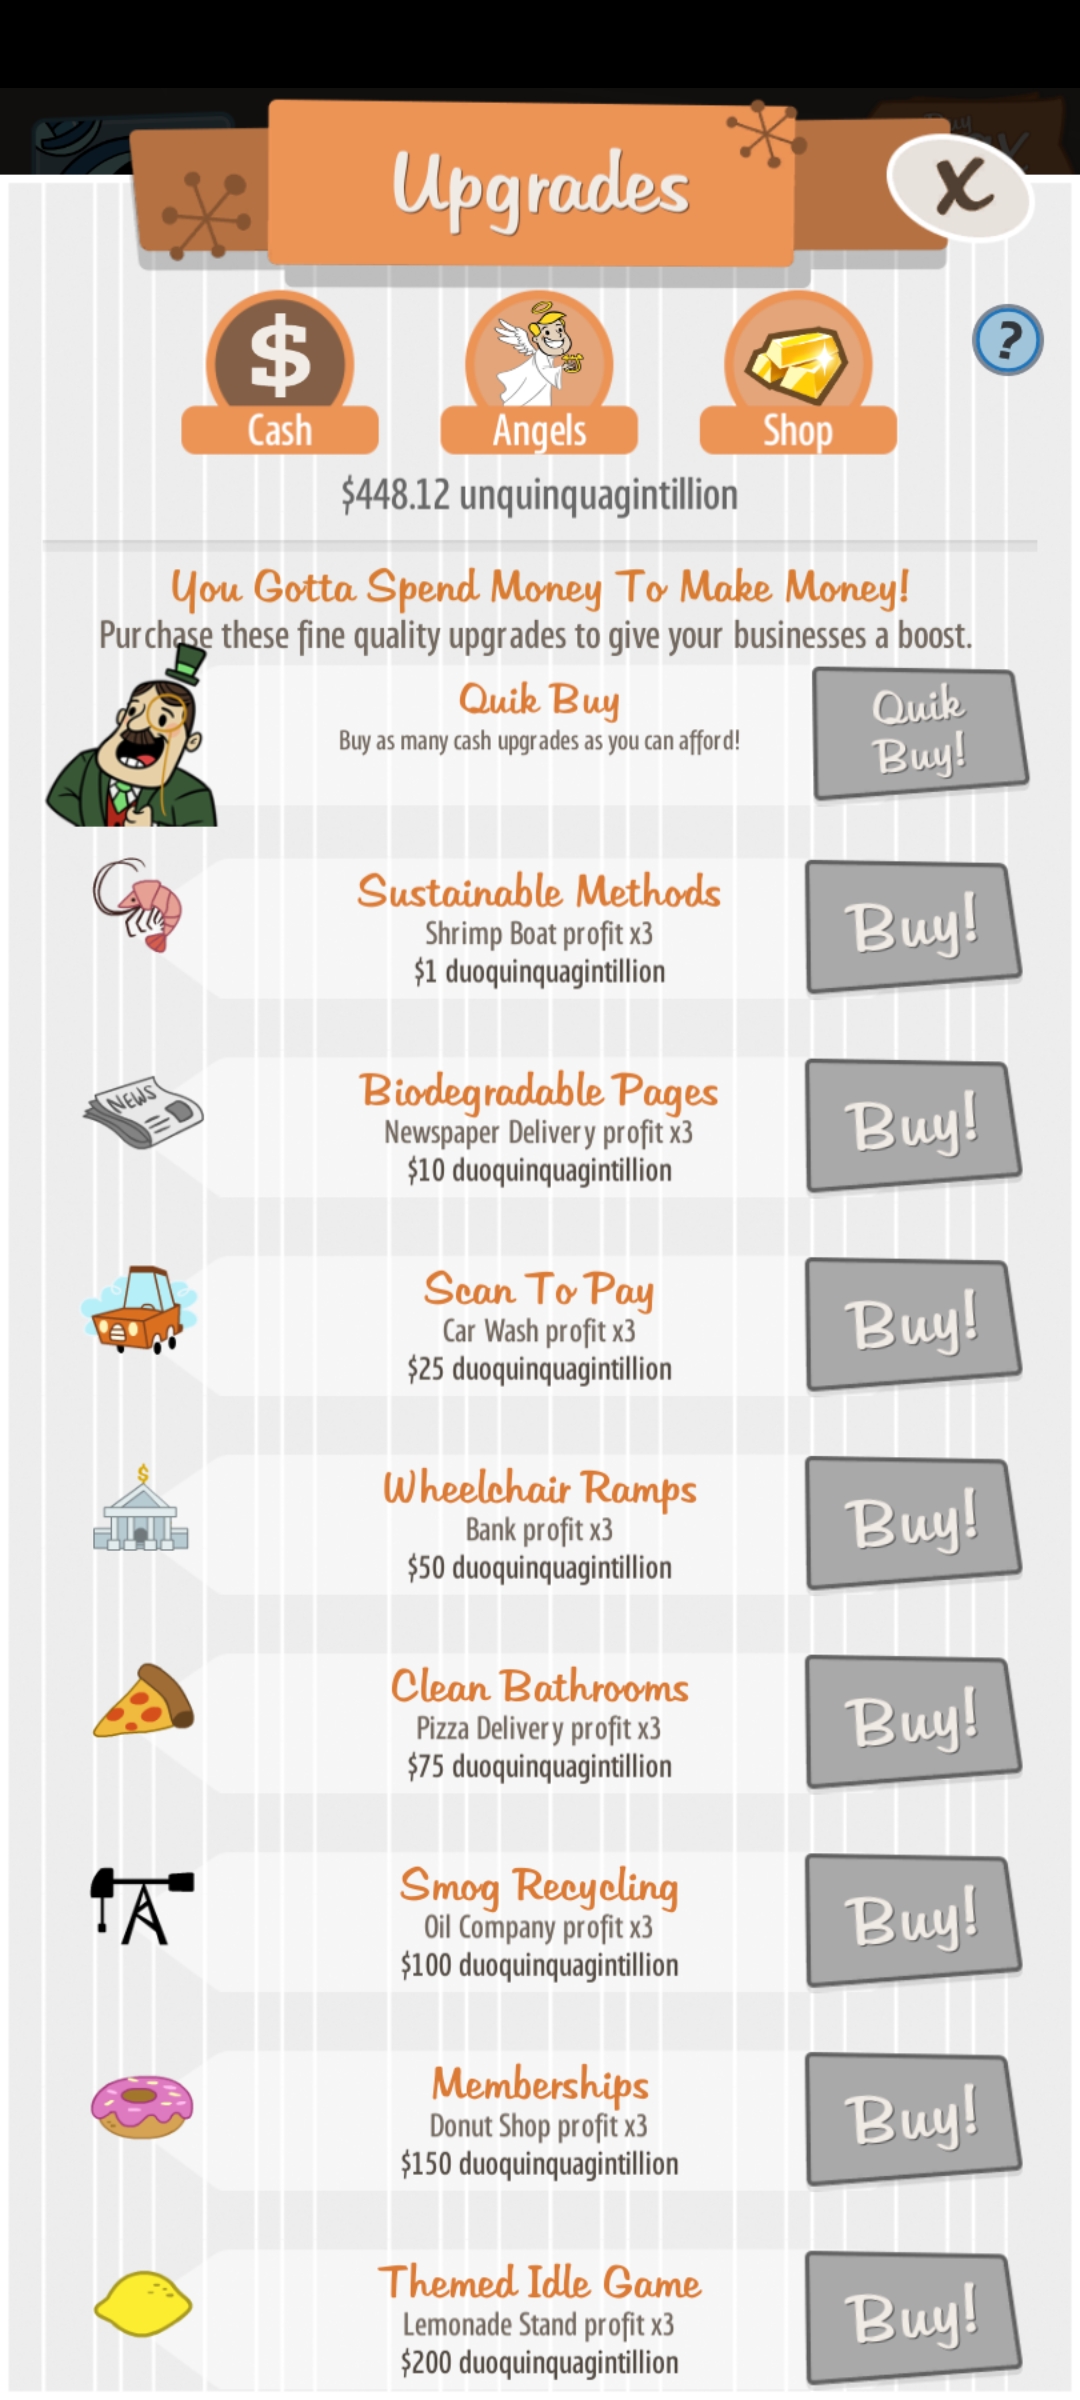 Buy
Upgrades
X
$
Cash
Angels
Shop
?
$448.12 unquinquagintillion
You Gotta Spend Money To Make Money!
Purchase these fine quality upgrades to give your businesses a boost.
Quik Buy
Buy as many cash upgrades as you can afford!
Quik
Buy!
Sustainable Methods
Shrimp Boat profit x3
$1 duoquinquagintillion
Buy!
NEWS
Biodegradable Pages
Newspaper Delivery profit x3
$10 duoquinquagintillion
Buy!
Scan To Pay
Car Wash profit x3
$25 duoquinquagintillion
Buy!
$
Wheelchair Ramps
Bank profit x3
$50 duoquinquagintillion
Buy!
Clean Bathrooms
Pizza Delivery profit x3
$75 duoquinquagintillion
Buy!
Smog Recycling
Oil Company profit x3
$100 duoquinquagintillion
Buy!
Memberships
Donut Shop profit x3
$150 duoquinquagintillion
Buy!
Themed Idle Game
Lemonade Stand profit x3
$200 duoquinquagintillion
Buy!